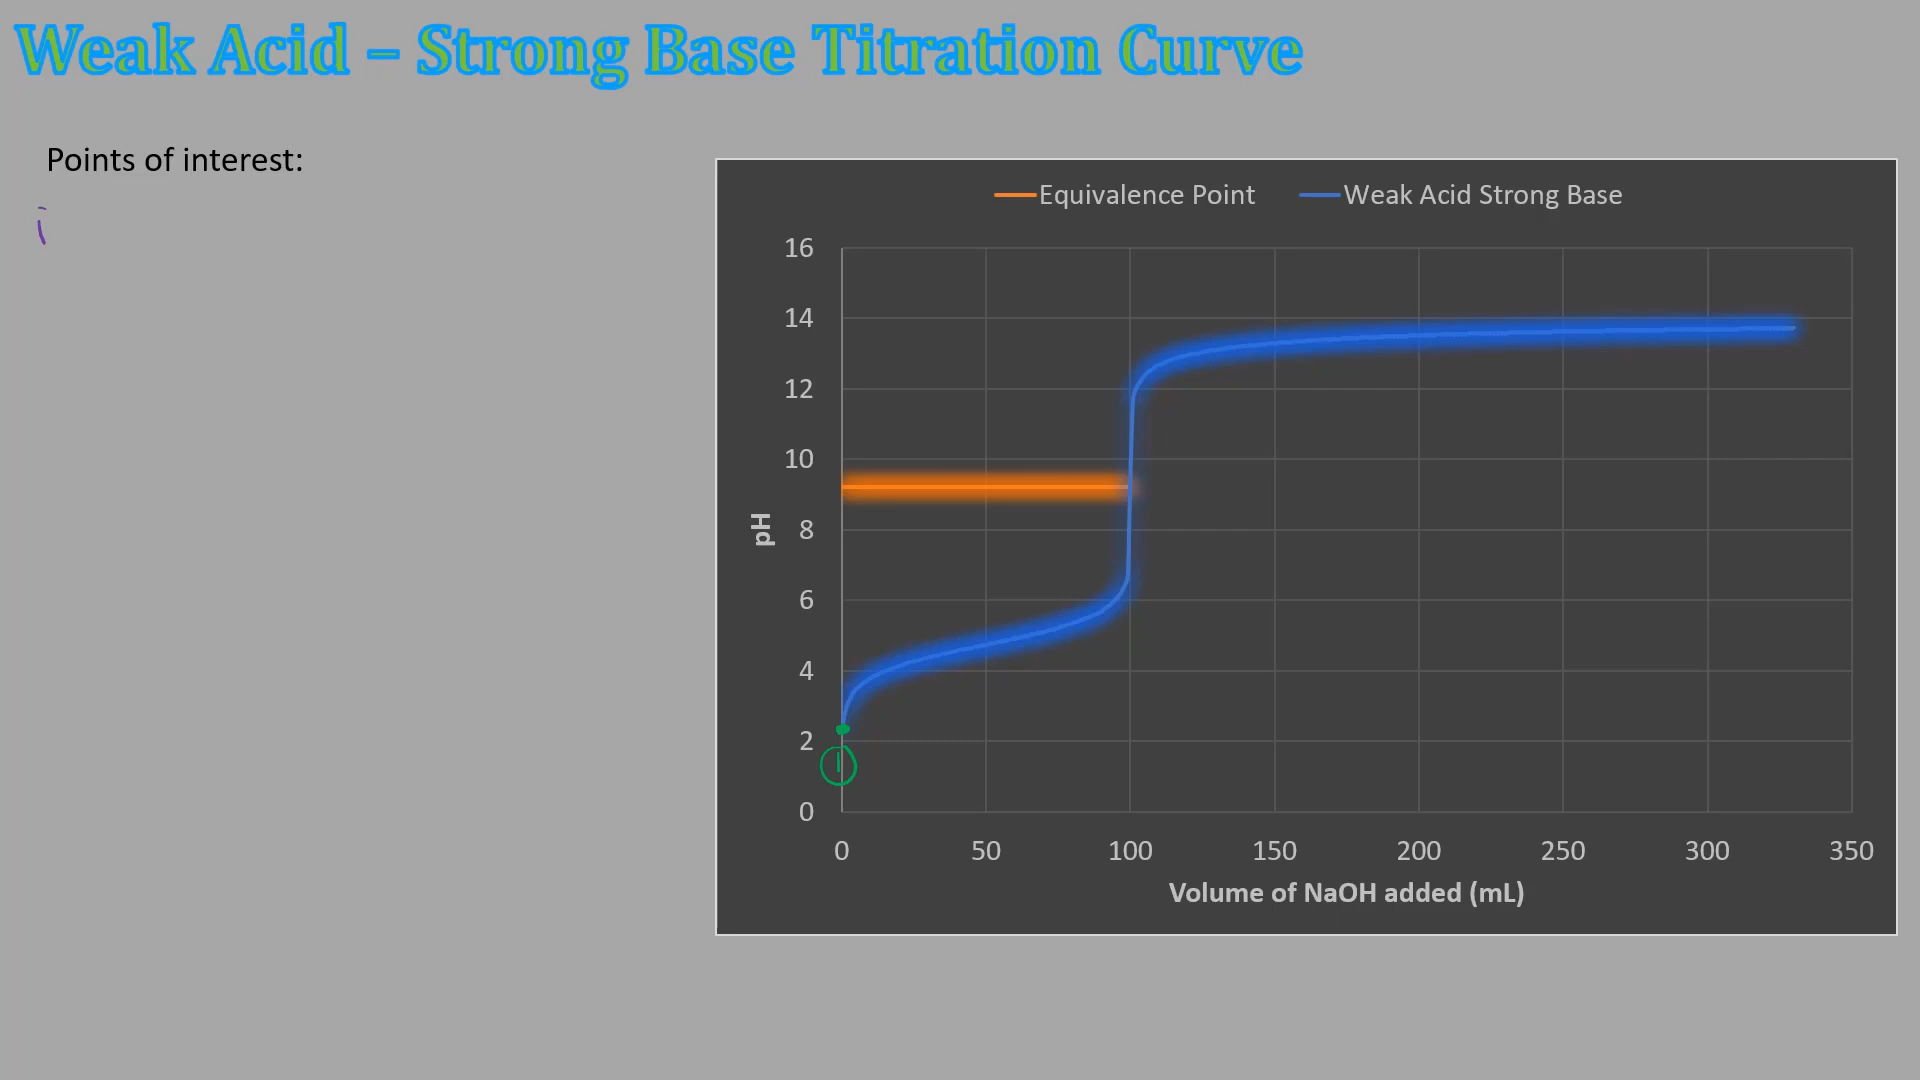 Weak Acid – Strong Base Titration Curve
Points of interest:
Equivalence Point Weak Acid Strong Base
16
14
12
10
8
6
4
2
0
pH
1
0 50 100 150 200 250 300 350
Volume of NaOH added (mL)